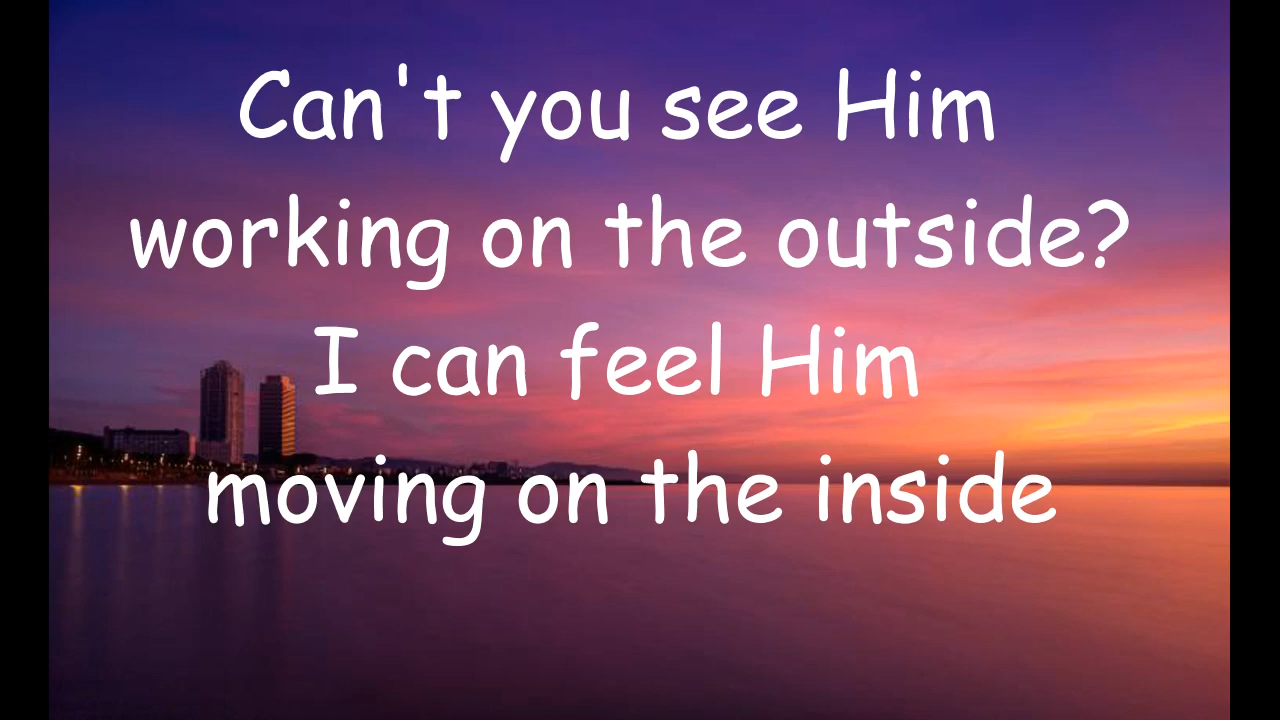 Can't you see Him
working on the outside?
I can feel Him
moving on the inside